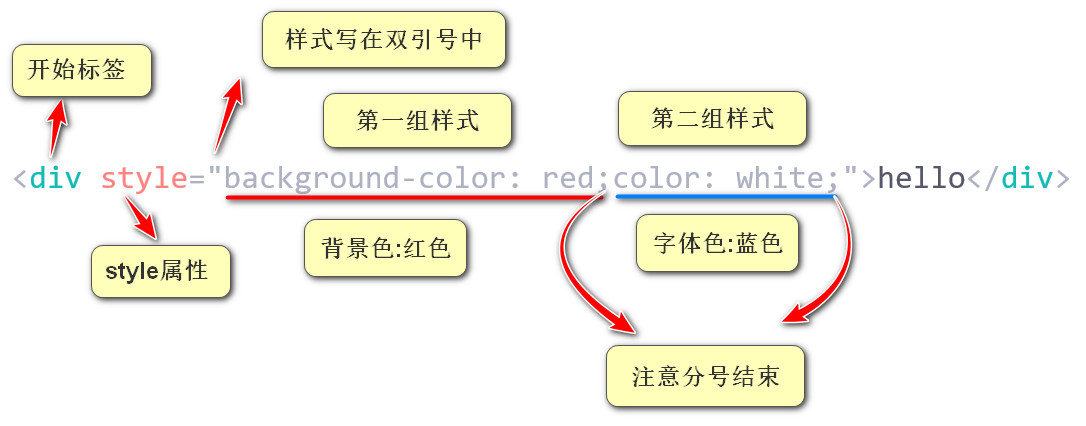 样式写在双引号中
开始标签
第一组样式
第二组样式
<div style="background-color: red;color: white;">hello</div>
背景色:红色
字体色:蓝色
style属性
注意分号结束